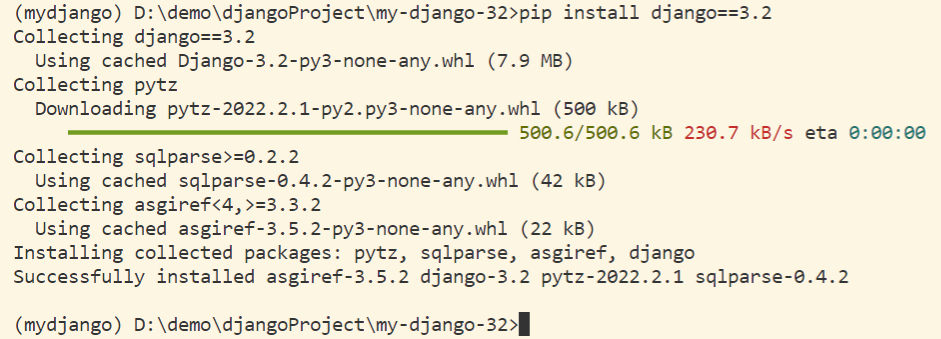 (mydjango) D:\demo\djangoProject\my-django-32>pip install django==3.2
Collecting django==3.2
  Using cached Django-3.2-py3-none-any.whl (7.9 MB)
Collecting pytz
  Downloading pytz-2022.2.1-py2.py3-none-any.whl (500 kB)
     500.6/500.6 kB 230.7 kB/s eta 0:00:00
Collecting sqlparse>=0.2.2
  Using cached sqlparse-0.4.2-py3-none-any.whl (42 kB)
Collecting asgiref<4,>=3.3.2
  Using cached asgiref-3.5.2-py3-none-any.whl (22 kB)
Installing collected packages: pytz, sqlparse, asgiref, django
Successfully installed asgiref-3.5.2 django-3.2 pytz-2022.2.1 sqlparse-0.4.2
(mydjango) D:\demo\djangoProject\my-django-32>